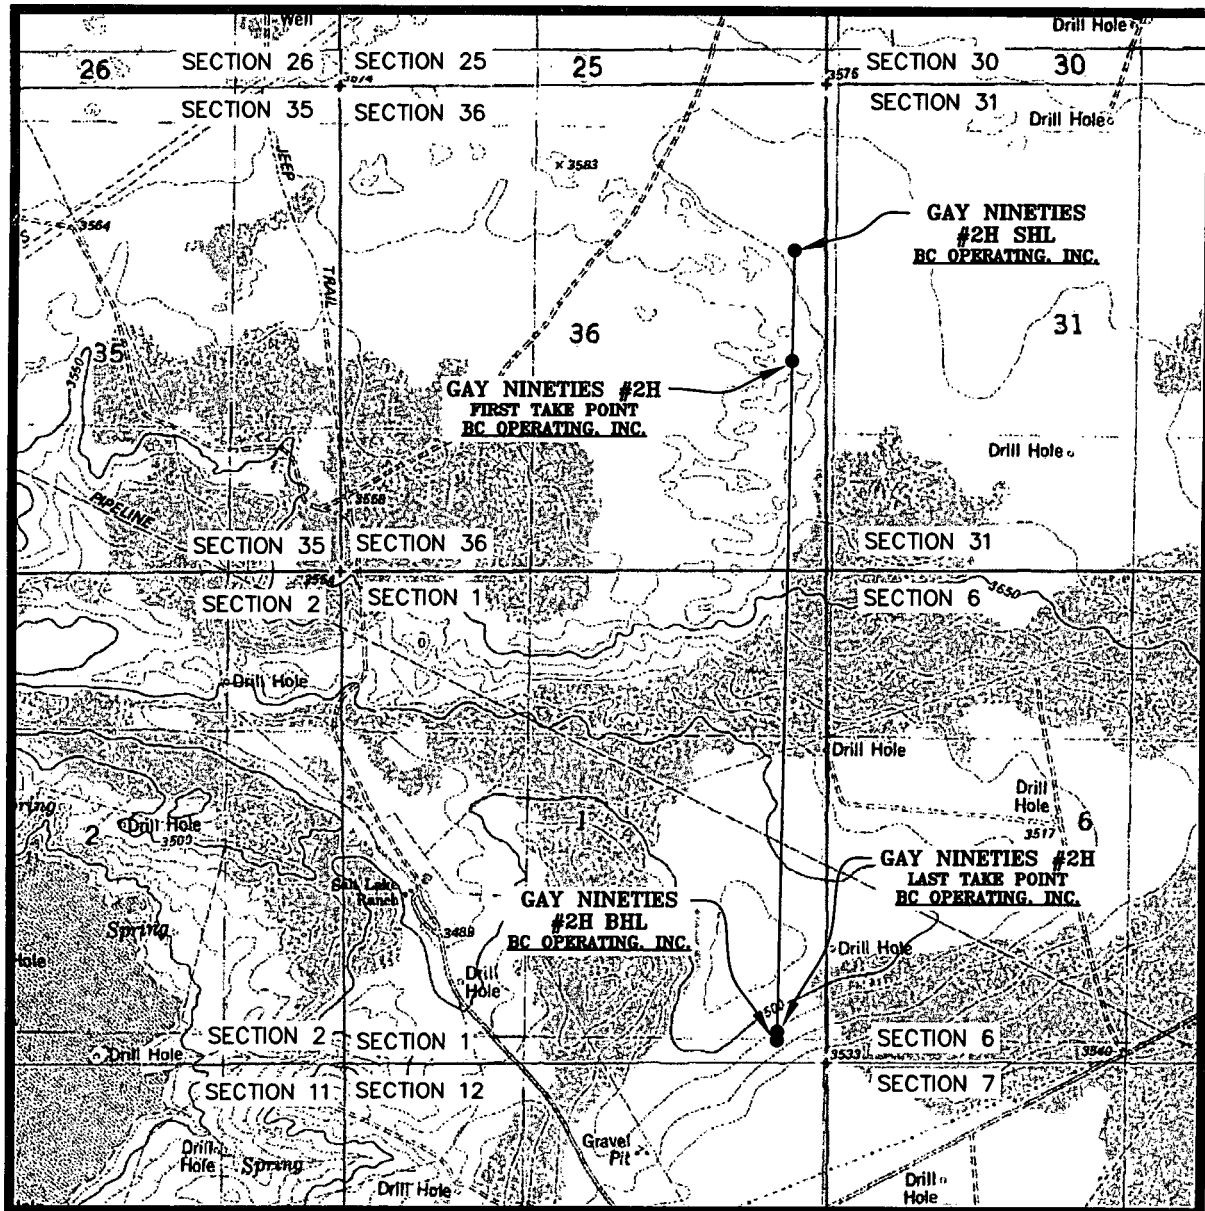 Well
Drill Hole
SECTION 26
SECTION 25
SECTION 30
26
25
30
3576
SECTION 35
SECTION 36
SECTION 31
Drill Hole
JEEP
×3583
3564
GAY NINETIES
#2H SHL
BC OPERATING, INC.
TRAIL
36
31
35
3560
GAY NINETIES #2H
FIRST TAKE POINT
BC OPERATING, INC.
Drill Hole
PIPELINE
3558
SECTION 35
SECTION 36
SECTION 31
SECTION 2
SECTION 1
SECTION 6
3650
Drill Hole
Drill Hole
Drill
Hole
3517
6
2
Drill Hole
3500
1
GAY NINETIES #2H
LAST TAKE POINT
BC OPERATING, INC.
Salt Lake
Ranch
GAY NINETIES
#2H BHL
BC OPERATING, INC.
Spring
3488
Drill Hole
Hole
Drill
Hole
3500
SECTION 2
SECTION 1
SECTION 6
Drill Hole
3533
3540
SECTION 11
SECTION 12
SECTION 7
Drill
Hole
Spring
Gravel
Pit
Drill Hole
Drill
Hole